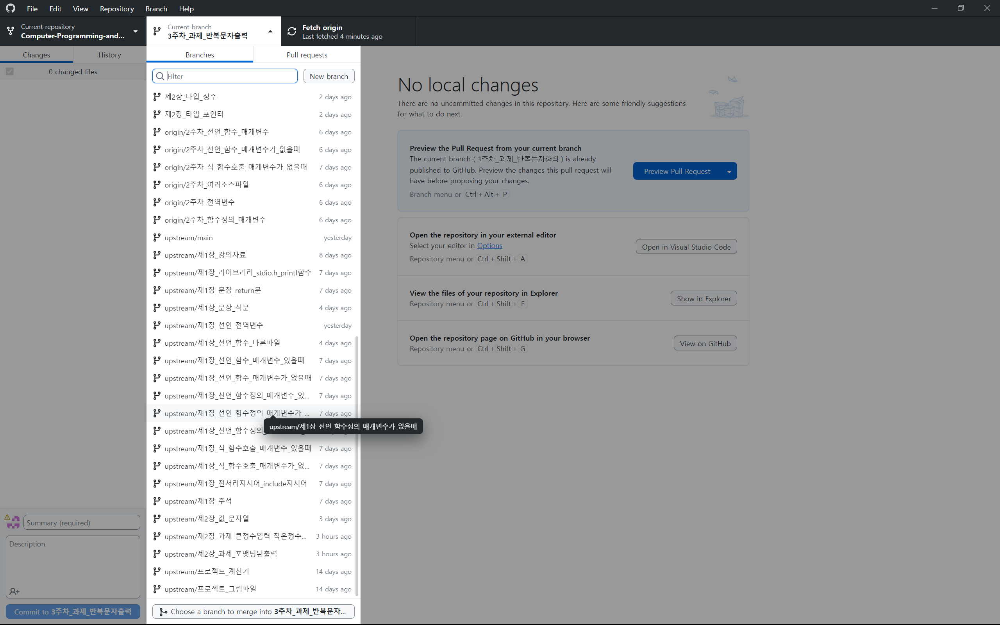 File Edit View Repository Branch Help
Current repository
Computer-Programming-and...
Current branch
3주차_과제_반복문자출력
Fetch origin
Last fetched 4 minutes ago
Changes History
0 changed files
Branches Pull requests
Filter
New branch
제2장_타입_정수 2 days ago
제2장_타입_포인터 2 days ago
origin/2주차_선언_함수_매개변수 6 days ago
origin/2주차_선언_함수_매개변수가_없을때 6 days ago
origin/2주차_식_함수호출_매개변수가_없을때 7 days ago
origin/2주차_여러소스파일 6 days ago
origin/2주차_전역변수 6 days ago
origin/2주차_함수정의_매개변수 6 days ago
upstream/main yesterday
upstream/제1장_강의자료 8 days ago
upstream/제1장_라이브러리_stdio.h_printf함수 7 days ago
upstream/제1장_문장_return문 7 days ago
upstream/제1장_문장_식문 4 days ago
upstream/제1장_선언_전역변수 yesterday
upstream/제1장_선언_함수_다른파일 4 days ago
upstream/제1장_선언_함수_매개변수_있을때 7 days ago
upstream/제1장_선언_함수_매개변수가_없을때 7 days ago
upstream/제1장_선언_함수정의_매개변수_있... 7 days ago
upstream/제1장_선언_함수정의_매개변수가_... 7 days ago
upstream/제1장_선언_함수정의_매개변수가_없을때
upstream/제1장_선언_함수정의
upstream/제1장_식_함수호출_매개변수_있을때 7 days ago
upstream/제1장_식_함수호출_매개변수가_없... 7 days ago
upstream/제1장_전처리지시어_include지시어 7 days ago
upstream/제1장_주석 7 days ago
upstream/제2장_값_문자열 3 days ago
upstream/제2장_과제_큰정수입력_작은정수... 3 hours ago
upstream/제2장_과제_포맷팅된출력 3 hours ago
upstream/프로젝트_계산기 14 days ago
upstream/프로젝트_그림파일 14 days ago
Choose a branch to merge into 3주차_과제_반복문자...
Summary (required)
Description
Commit to 3주차_과제_반복문자출력
No local changes
There are no uncommitted changes in this repository. Here are some friendly suggestions
for what to do next.
Preview the Pull Request from your current branch
The current branch ( 3주차_과제_반복문자출력 ) is already
published to GitHub. Preview the changes this pull request will
have before proposing your changes.
Branch menu or Ctrl + Alt + P
Preview Pull Request
Open the repository in your external editor
Select your editor in Options
Repository menu or Ctrl + Shift + A
Open in Visual Studio Code
View the files of your repository in Explorer
Repository menu or Ctrl + Shift + F
Show in Explorer
Open the repository page on GitHub in your browser
Repository menu or Ctrl + Shift + G
View on GitHub